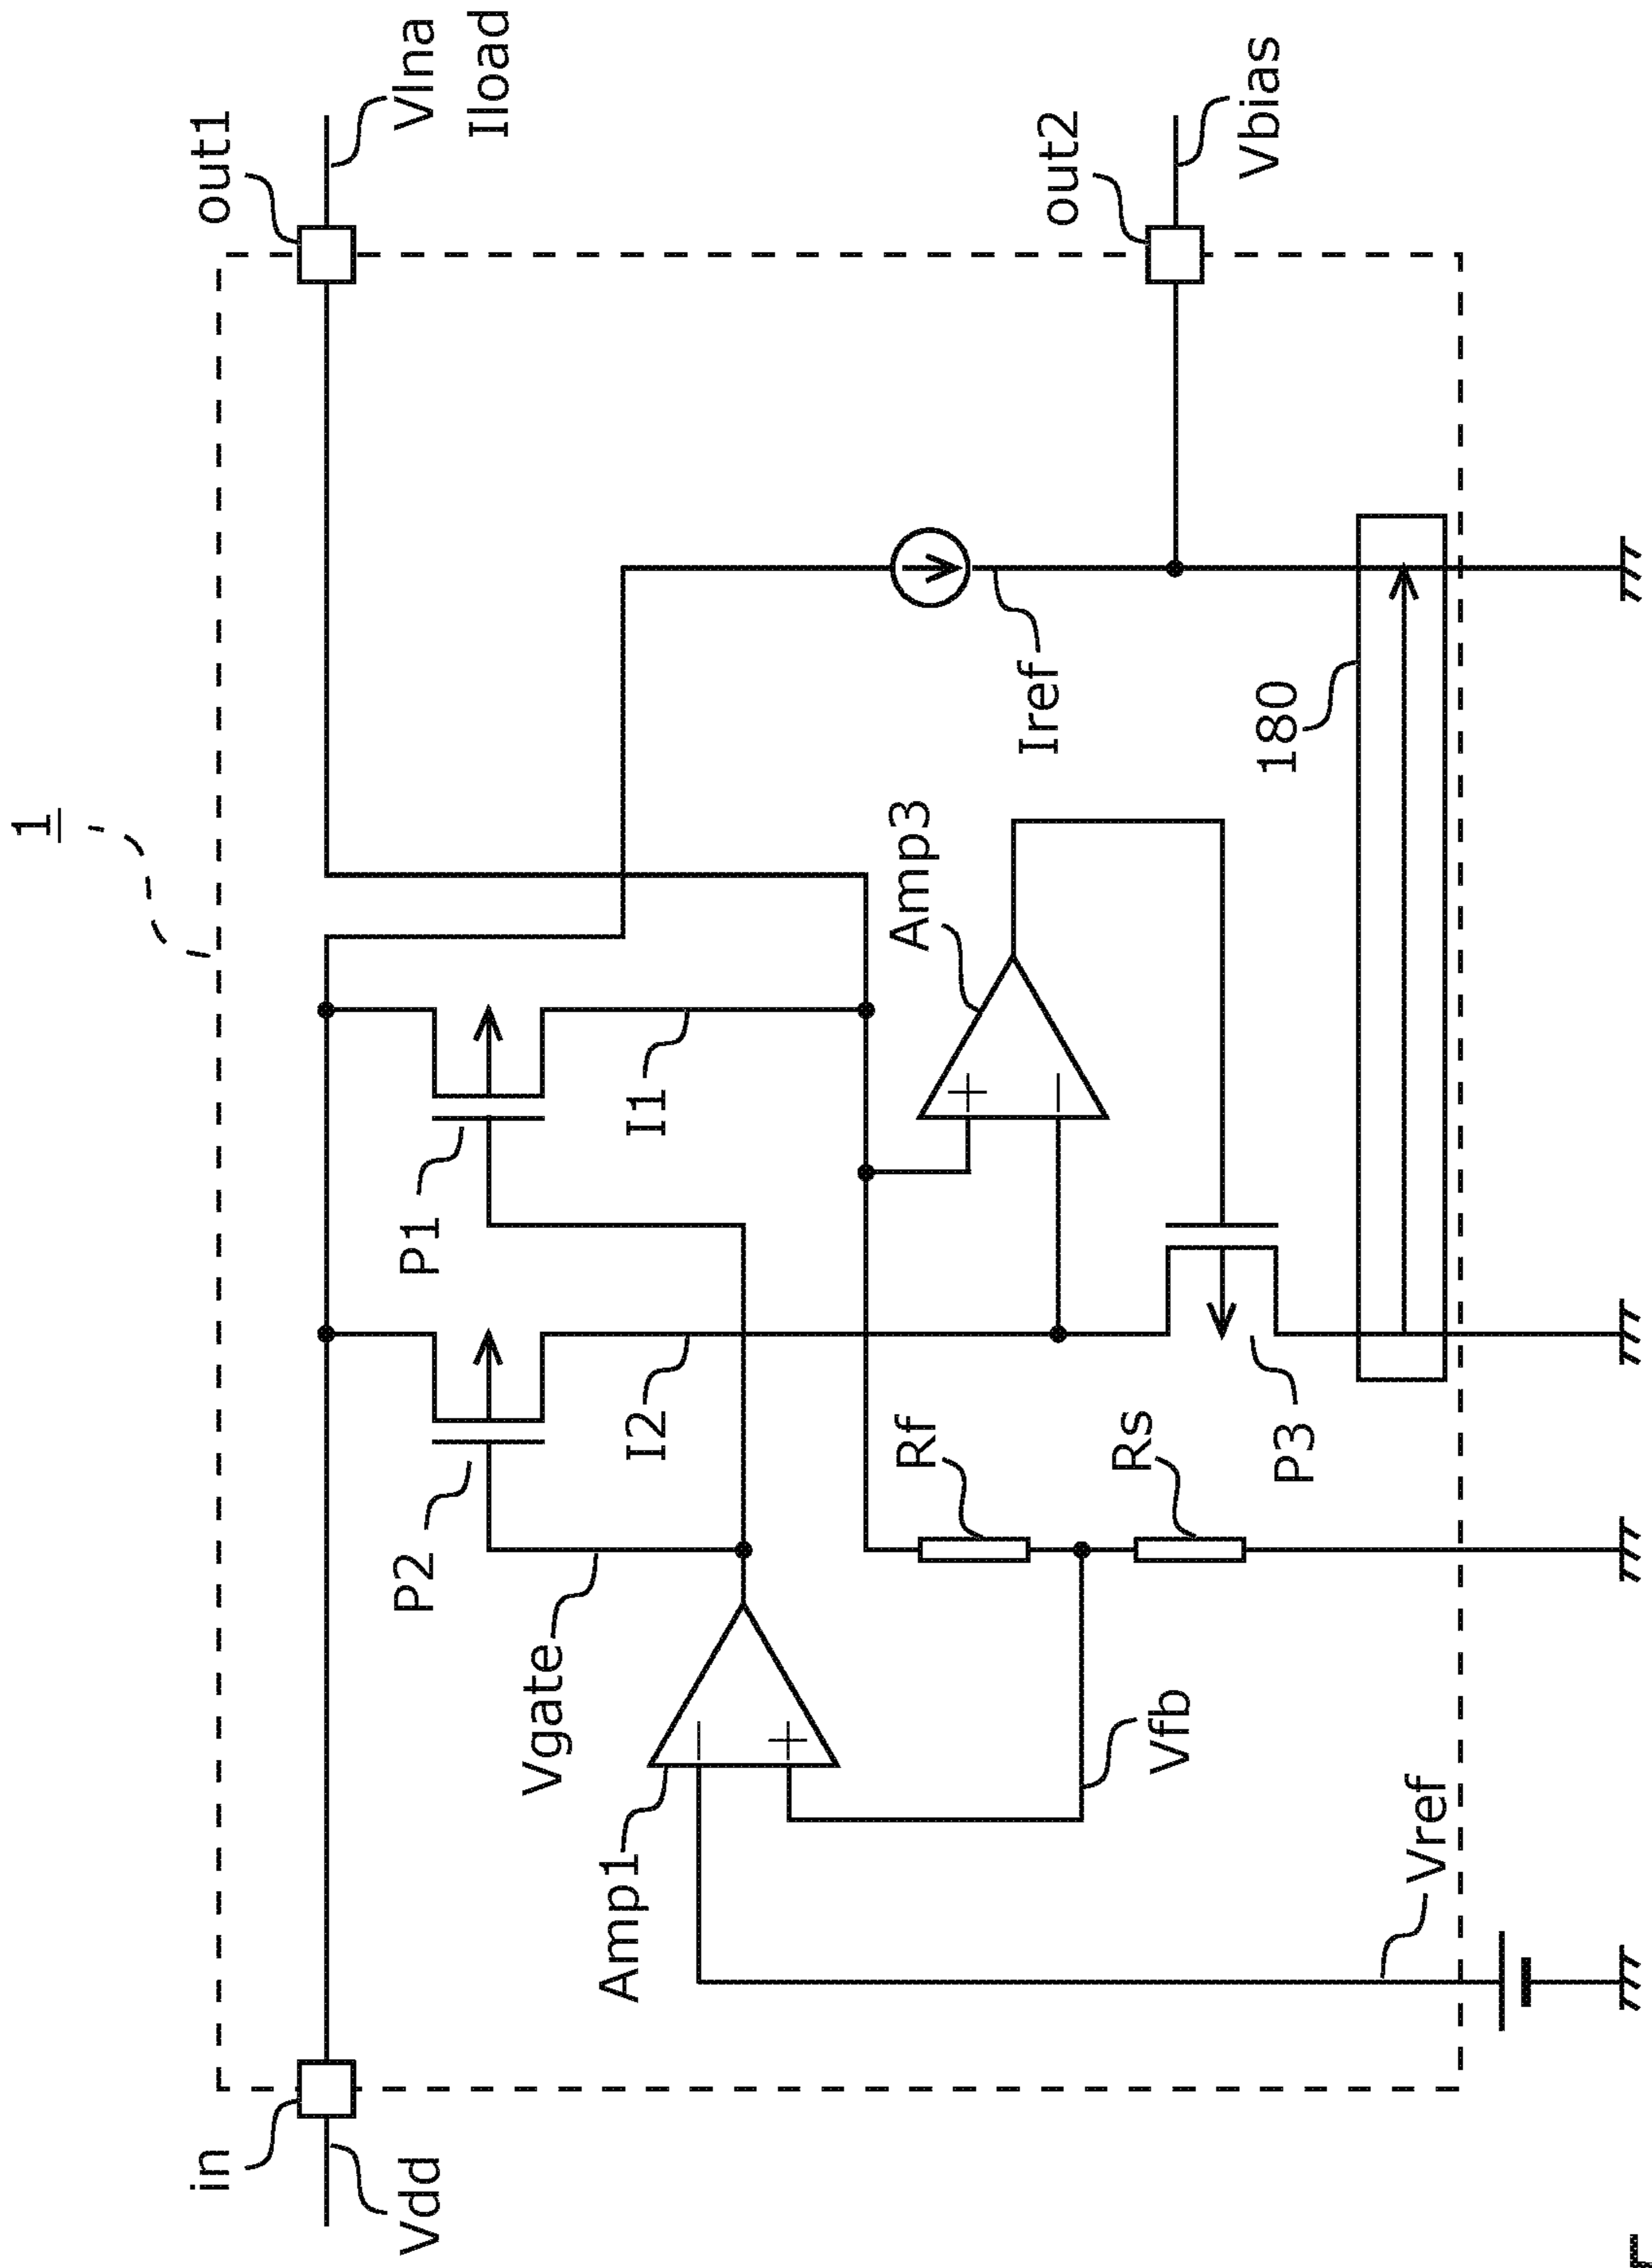 1
in
Vdd
out1
Vlna
Iload
P2
P1
Vgate
I2
I1
Amp1
Rf
Amp3
Iref
out2
Vbias
Vfb
Rs
P3
180
Vref